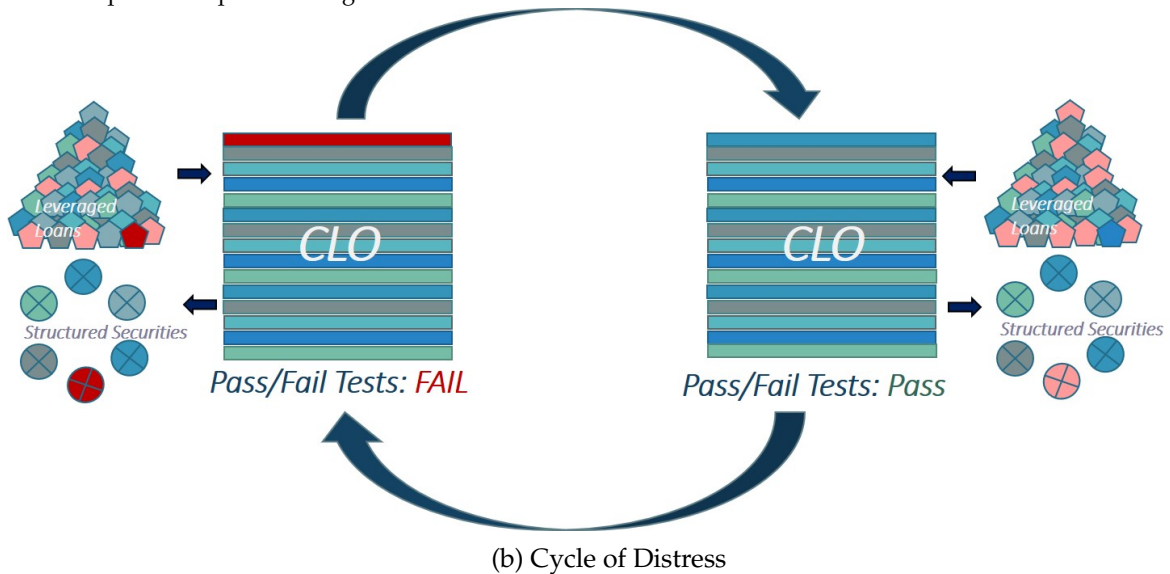 Leveraged
Loans
CLO
Structured Securities
Pass/Fail Tests: FAIL
Leveraged
Loans
CLO
Structured Securities
Pass/Fail Tests: Pass
(b) Cycle of Distress